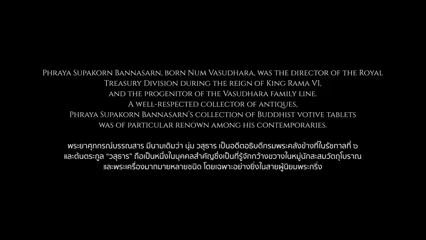 Phraya Supakorn Bannasarn, born Num Vasudhara, was the director of the Royal
Treasury Division during the reign of King Rama VI,
and the progenitor of the Vasudhara family line.
A well-respected collector of antiques,
Phraya Supakorn Bannasarn's collection of Buddhist votive tablets
was of particular renown among his contemporaries.
พระยาศุภกรณ์บรรณสาร มีนามเดิมว่า นุ่ม วสุธาร เป็นอดีตอธิบดีกรมพระคลังข้างที่ในรัชกาลที่ ๖
และต้นตระกูล "วสุธาร" ถือเป็นหนึ่งในบุคคลสำคัญซึ่งเป็นที่รู้จักกว้างขวางในหมู่นักสะสมวัตถุโบราณ
และพระเครื่องมากมายหลายชนิด โดยเฉพาะอย่างยิ่งในสายผู้นิยมพระกริ่ง